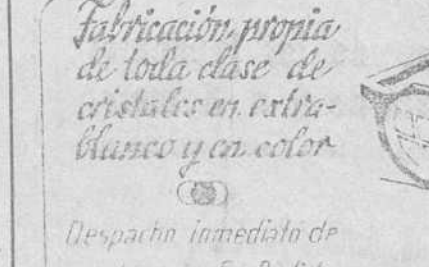 Fabricación propia
de toda clase de
cristales en extra-
blanco y en color
Despacho inmediato de